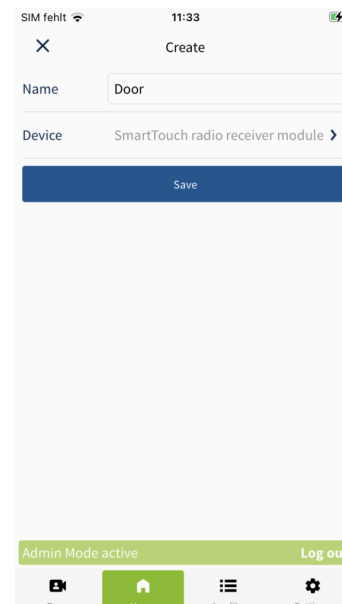 SIM fehlt 11:33
Create
Name Door
Device SmartTouch radio receiver module
Save
Admin Mode active Log ou